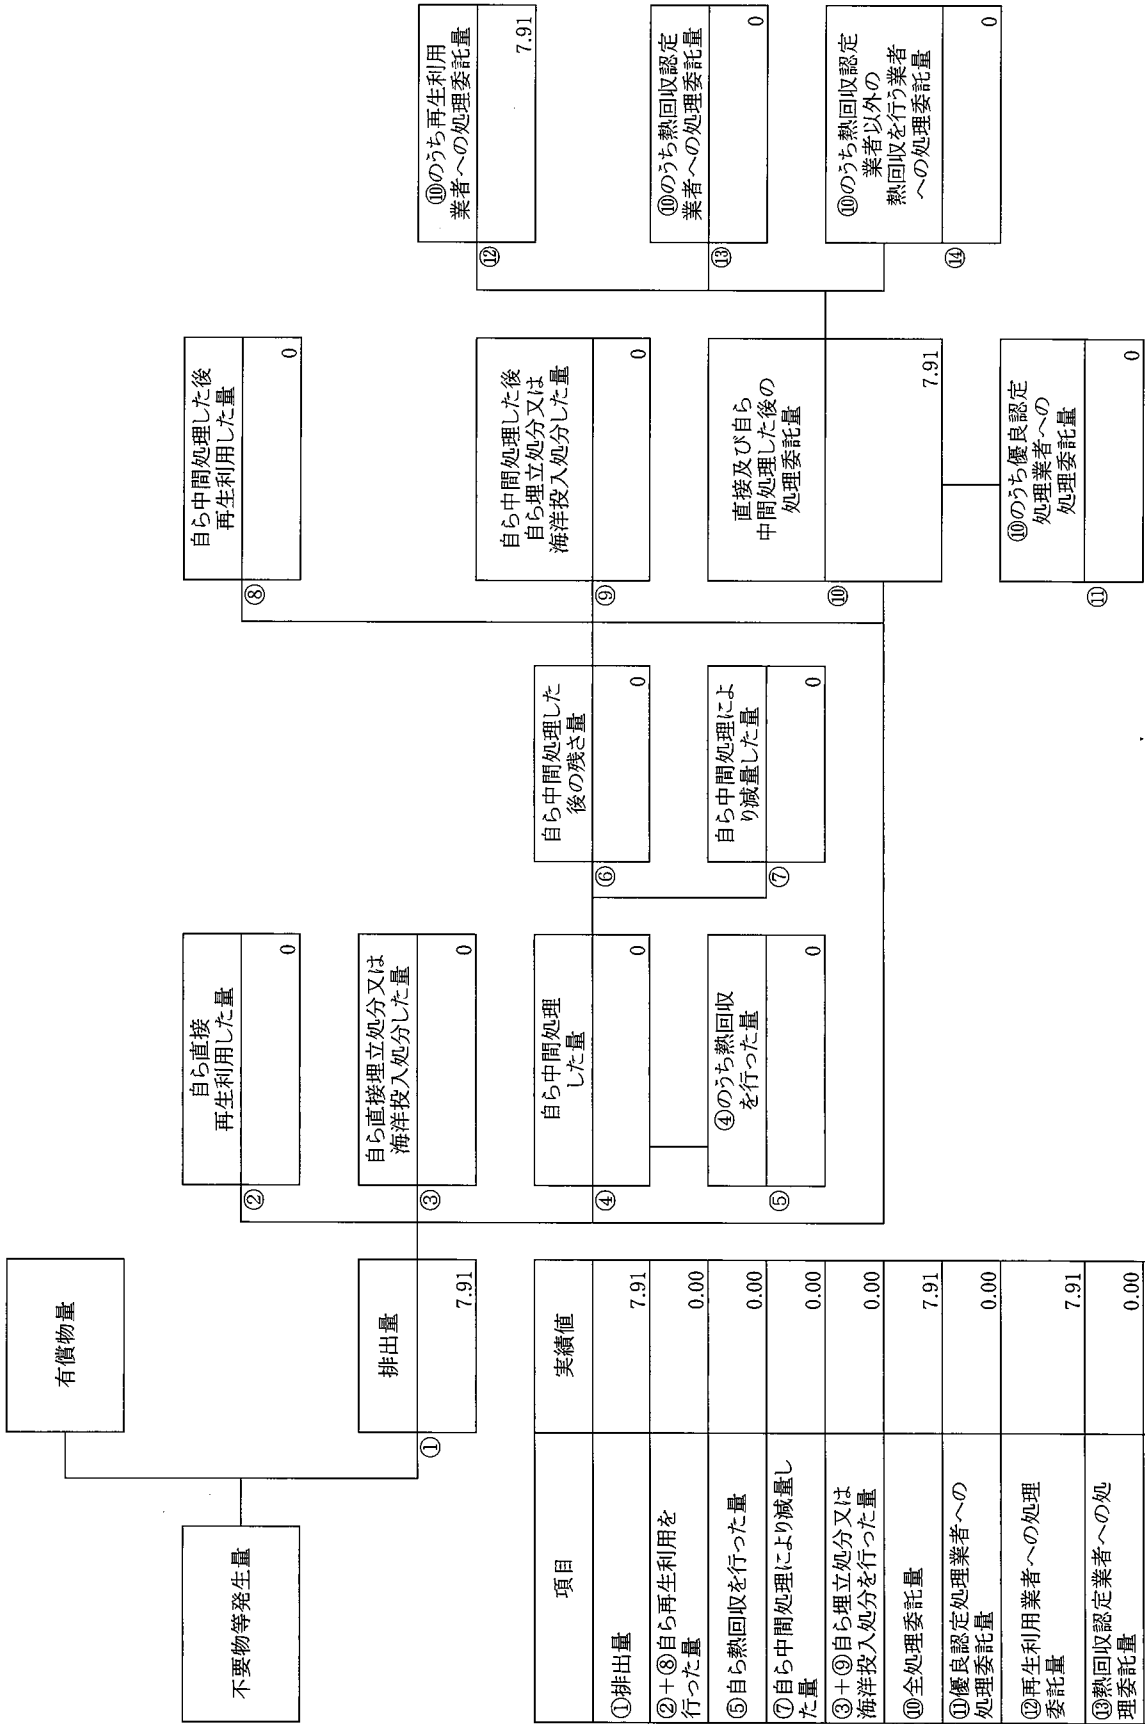 不要物等発生量
有償物量
排出量
①
7.91
自ら直接
再生利用した量
②
0
自ら直接埋立処分又は
海洋投入処分した量
③
0
自ら中間処理
した量
④
0
④のうち熱回収
を行った量
⑤
0
自ら中間処理した
後の残さ量
⑥
0
自ら中間処理によ
り減量した量
⑦
0
自ら中間処理した後
再生利用した量
⑧
0
自ら中間処理した後
自ら埋立処分又は
海洋投入処分した量
⑨
0
直接及び自ら
中間処理した後の
処理委託量
⑩
7.91
⑩のうち優良認定
処理業者への
処理委託量
⑪
0
⑩のうち再生利用
業者への処理委託量
⑫
7.91
⑩のうち熱回収認定
業者への処理委託量
⑬
0
⑩のうち熱回収認定
業者以外の
熱回収を行う業者
への処理委託量
⑭
0
項目 実績値
①排出量 7.91
②+⑧自ら再生利用を
行った量 0.00
⑤自ら熱回収を行った量 0.00
⑦自ら中間処理により減量し
た量 0.00
③+⑨自ら埋立処分又は
海洋投入処分を行った量 0.00
⑩全処理委託量 7.91
⑪優良認定処理業者への
処理委託量 0.00
⑫再生利用業者への処理
委託量 7.91
⑬熱回収認定業者への処
理委託量 0.00